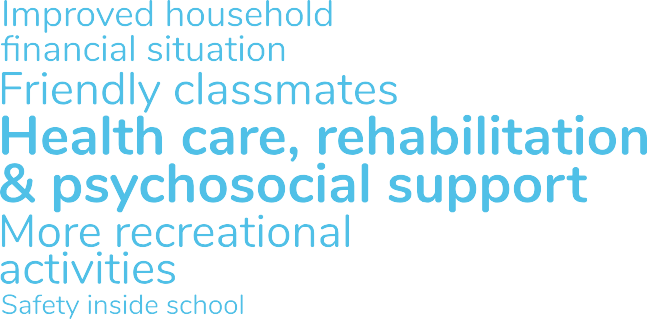 Improved household
financial situation
Friendly classmates
Health care, rehabilitation
& psychosocial support
More recreational
activities
Safety inside school